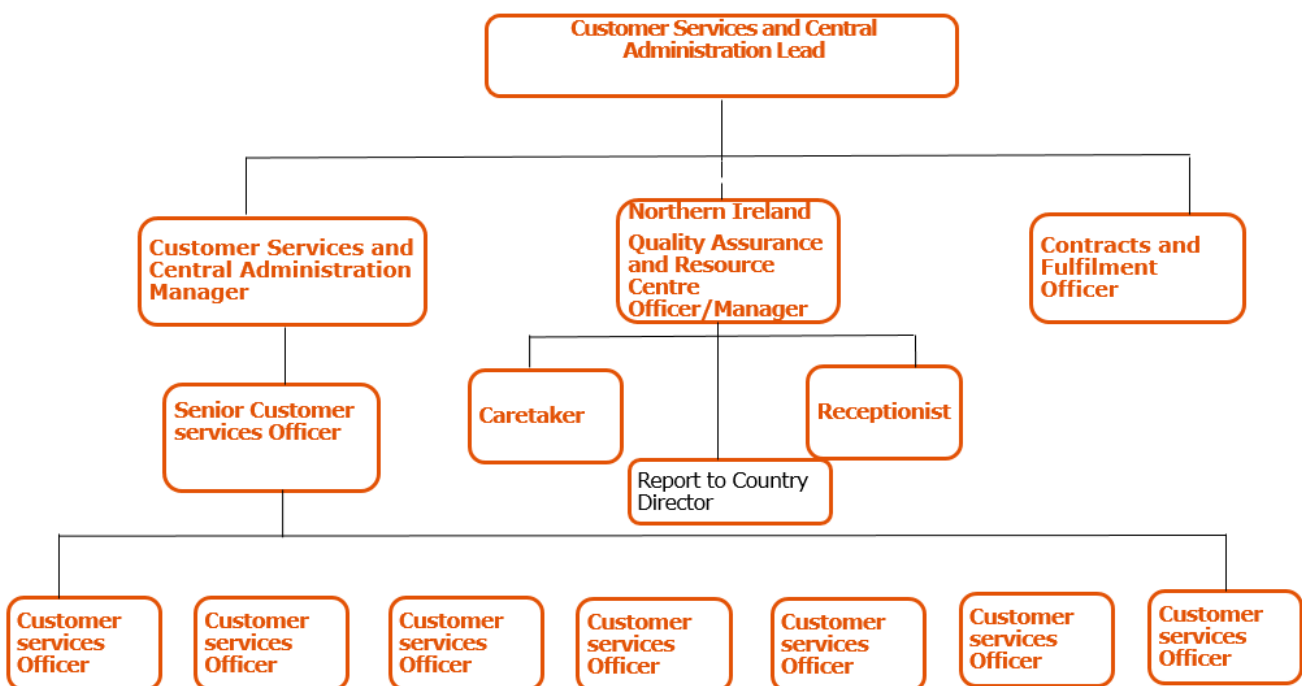 Customer Services and Central
Administration Lead
Customer Services and
Central Administration
Manager
Northern Ireland
Quality Assurance
and Resource
Centre
Officer/Manager
Contracts and
Fulfilment
Officer
Senior Customer
services Officer
Caretaker
Receptionist
Report to Country
Director
Customer
services
Officer
Customer
services
Officer
Customer
services
Officer
Customer
services
Officer
Customer
services
Officer
Customer
services
Officer
Customer
services
Officer